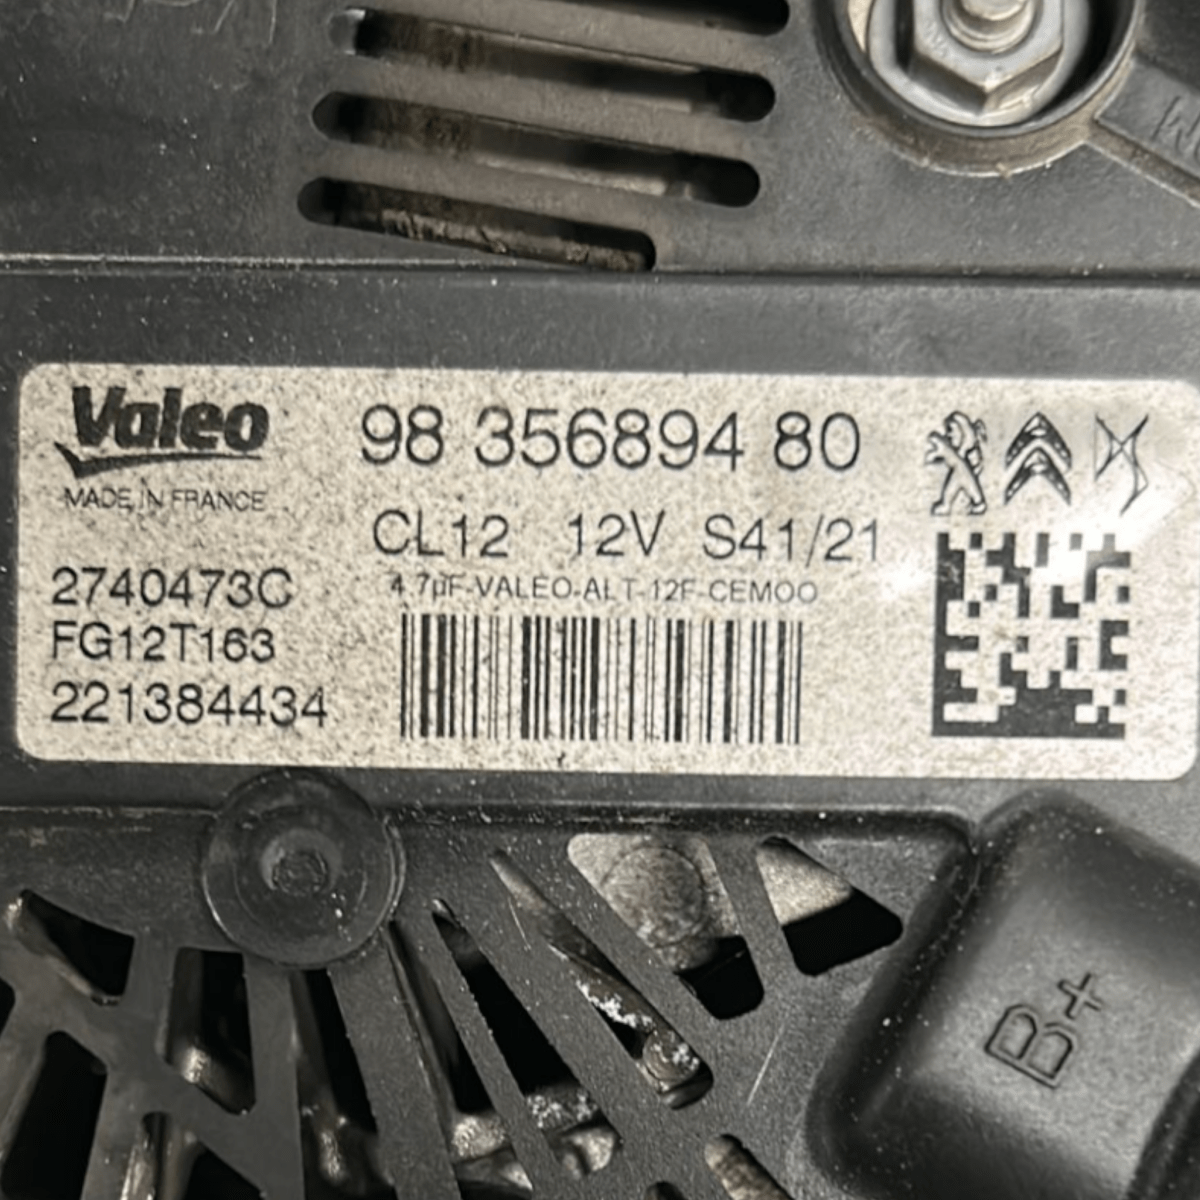 Valeo
MADE IN FRANCE
98 356894 80
CL12 12V S41/21
4.7µF-VALEO-ALT-12F-CEMOO
2740473C
FG12T163
221384434
B+